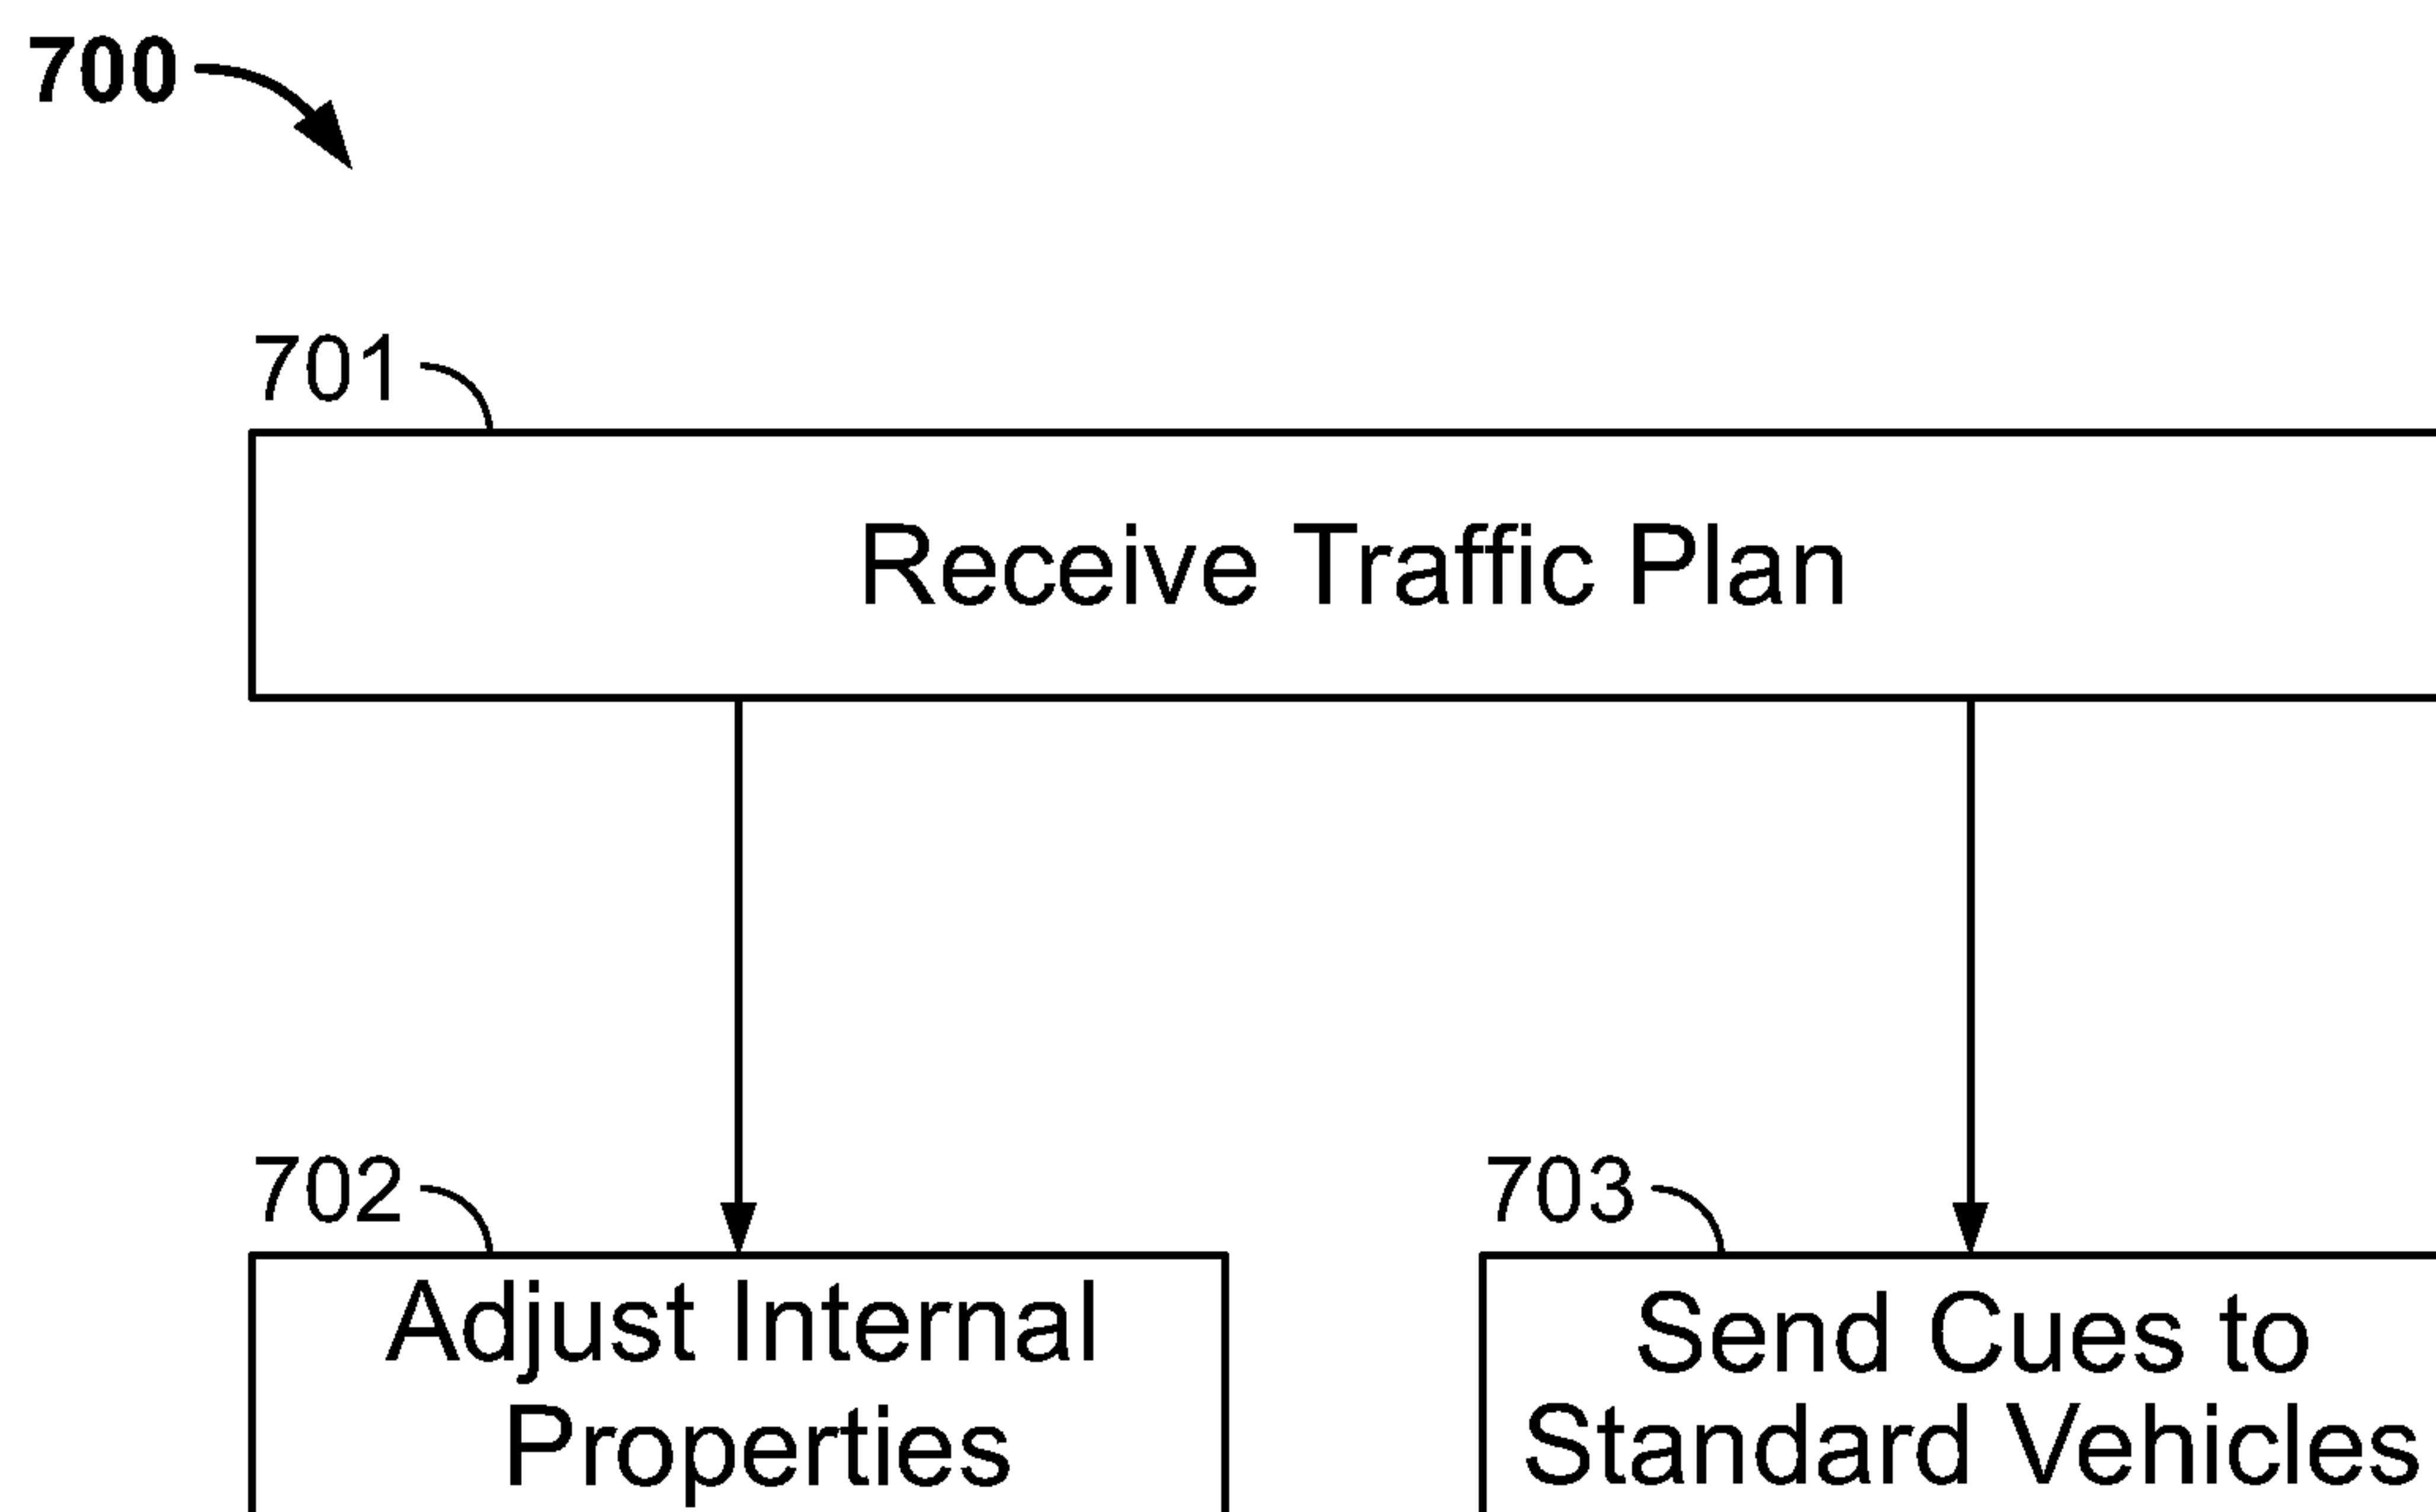 700
701
Receive Traffic Plan
702
703
Adjust Internal
Properties
Send Cues to
Standard Vehicles